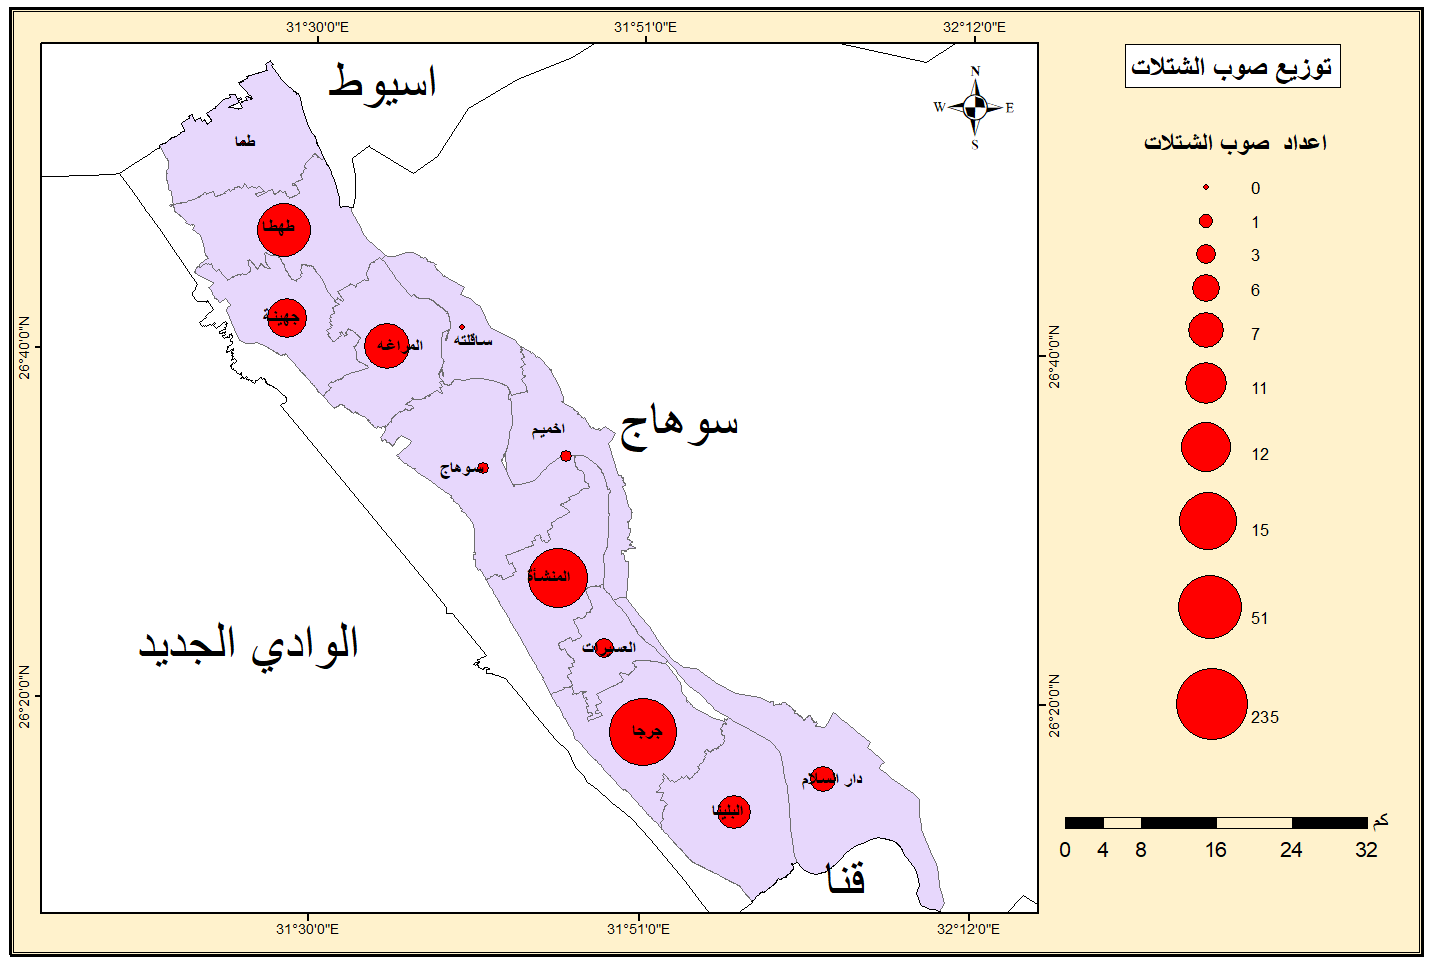 31°30'0"E 31°51'0"E 32°12'0"E
توزيع صوب الشتلات
اسيوط
N
W E
S
اعداد صوب الشتلات
طما
0
1
طهطا
3
6
جهينة
7
ساقلته
المراغه
26°40'0"N
26°40'0"N
11
سوهاج
اخميم
12
سوهاج
15
المنشأة
51
العسيرات
الوادي الجديد
26°20'0"N
26°20'0"N
235
جرجا
دار السلام
البلينا
كم
0 4 8 16 24 32
قنا
31°30'0"E 31°51'0"E 32°12'0"E